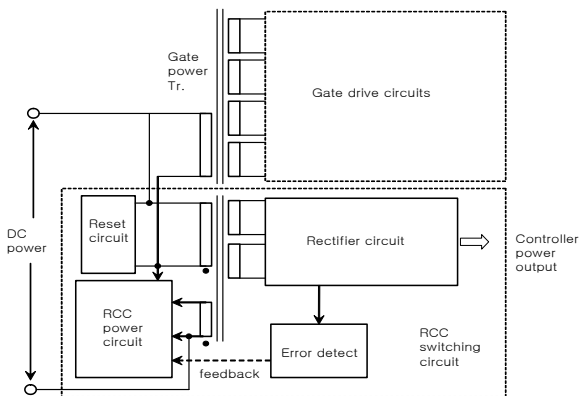 Gate
power
Tr.
Gate drive circuits
DC
power
Reset
circuit
Rectifier circuit
Controller
power
output
RCC
power
circuit
Error detect
RCC
switching
circuit
feedback